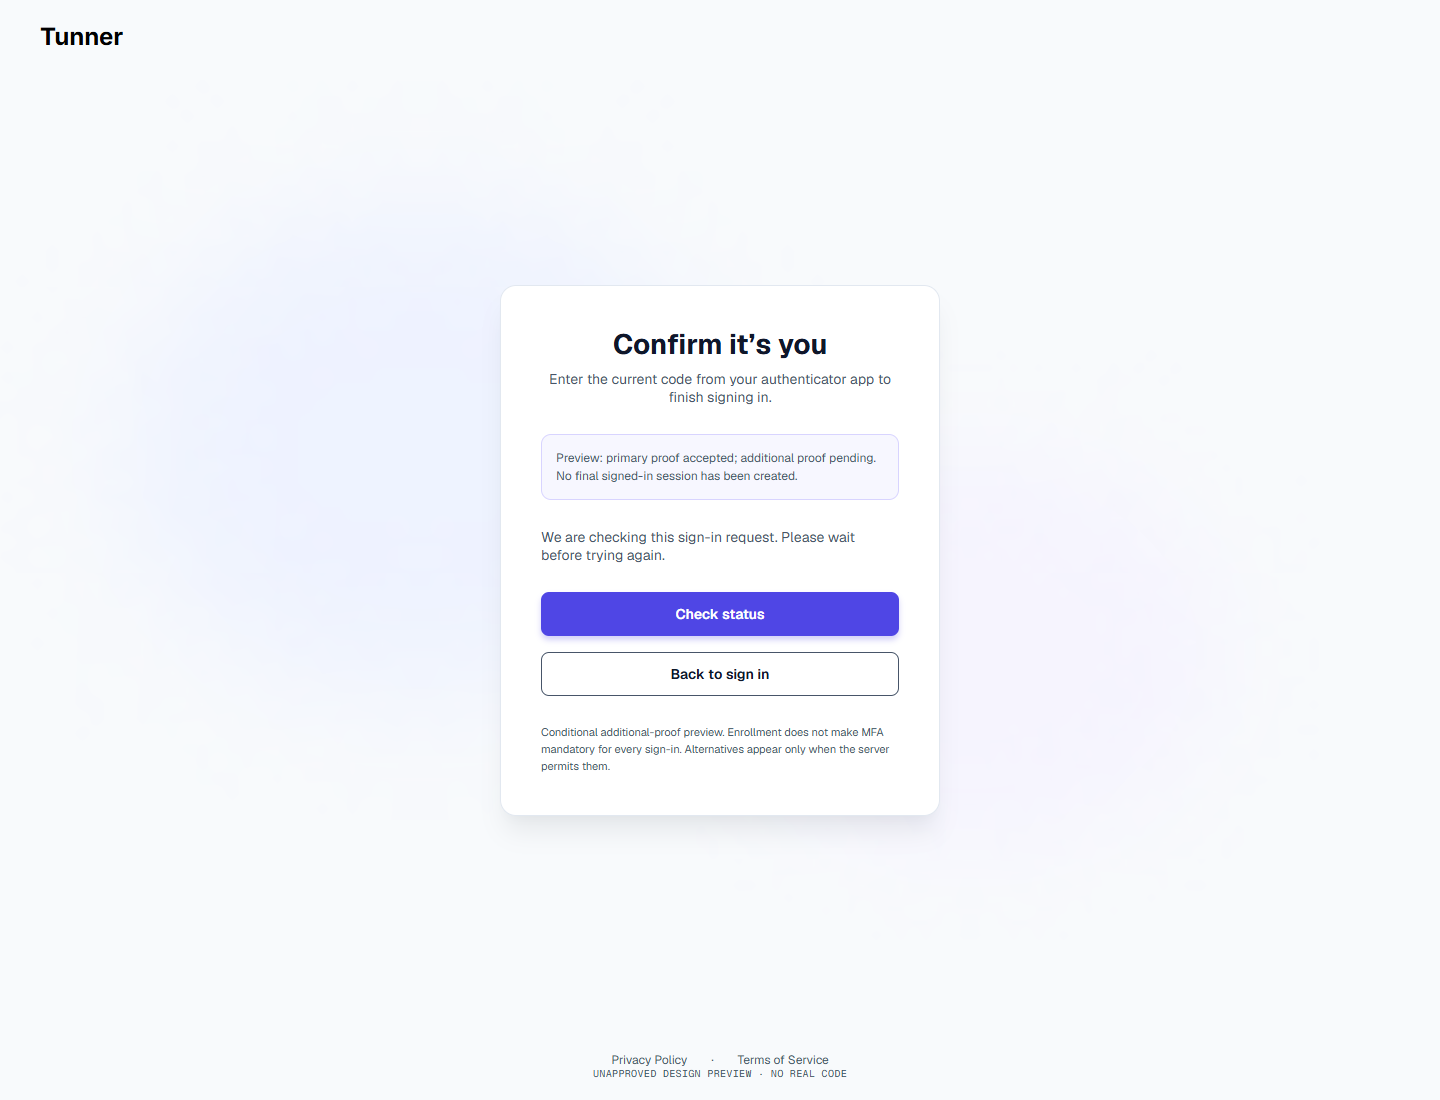 Tunner
Confirm it’s you
Enter the current code from your authenticator app to
finish signing in.
Preview: primary proof accepted; additional proof pending.
No final signed-in session has been created.
We are checking this sign-in request. Please wait
before trying again.
Check status
Back to sign in
Conditional additional-proof preview. Enrollment does not make MFA
mandatory for every sign-in. Alternatives appear only when the server
permits them.
Privacy Policy · Terms of Service
UNAPPROVED DESIGN PREVIEW · NO REAL CODE